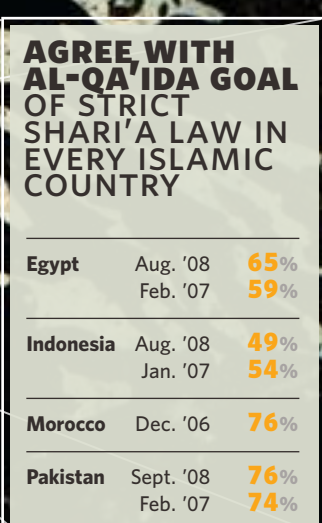 AGREE WITH
AL-QA'IDA GOAL
OF STRICT
SHARI'A LAW IN
EVERY ISLAMIC
COUNTRY
Egypt Aug. '08 65%
Feb. '07 59%
Indonesia Aug. '08 49%
Jan. '07 54%
Morocco Dec. '06 76%
Pakistan Sept. '08 76%
Feb. '07 74%